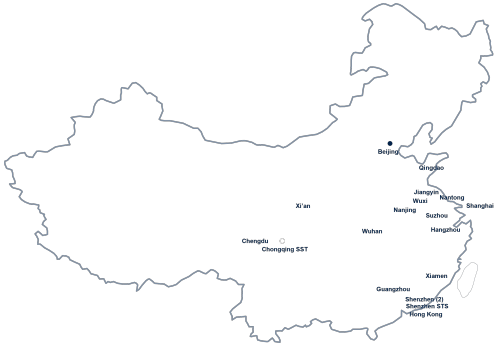 Beijing
Qingdao
Jiangyin
Nantong
Wuxi
Shanghai
Nanjing
Suzhou
Xi'an
Hangzhou
Wuhan
Chengdu
Chongqing SST
Xiamen
Guangzhou
Shenzhen (2)
Shenzhen STS
Hong Kong